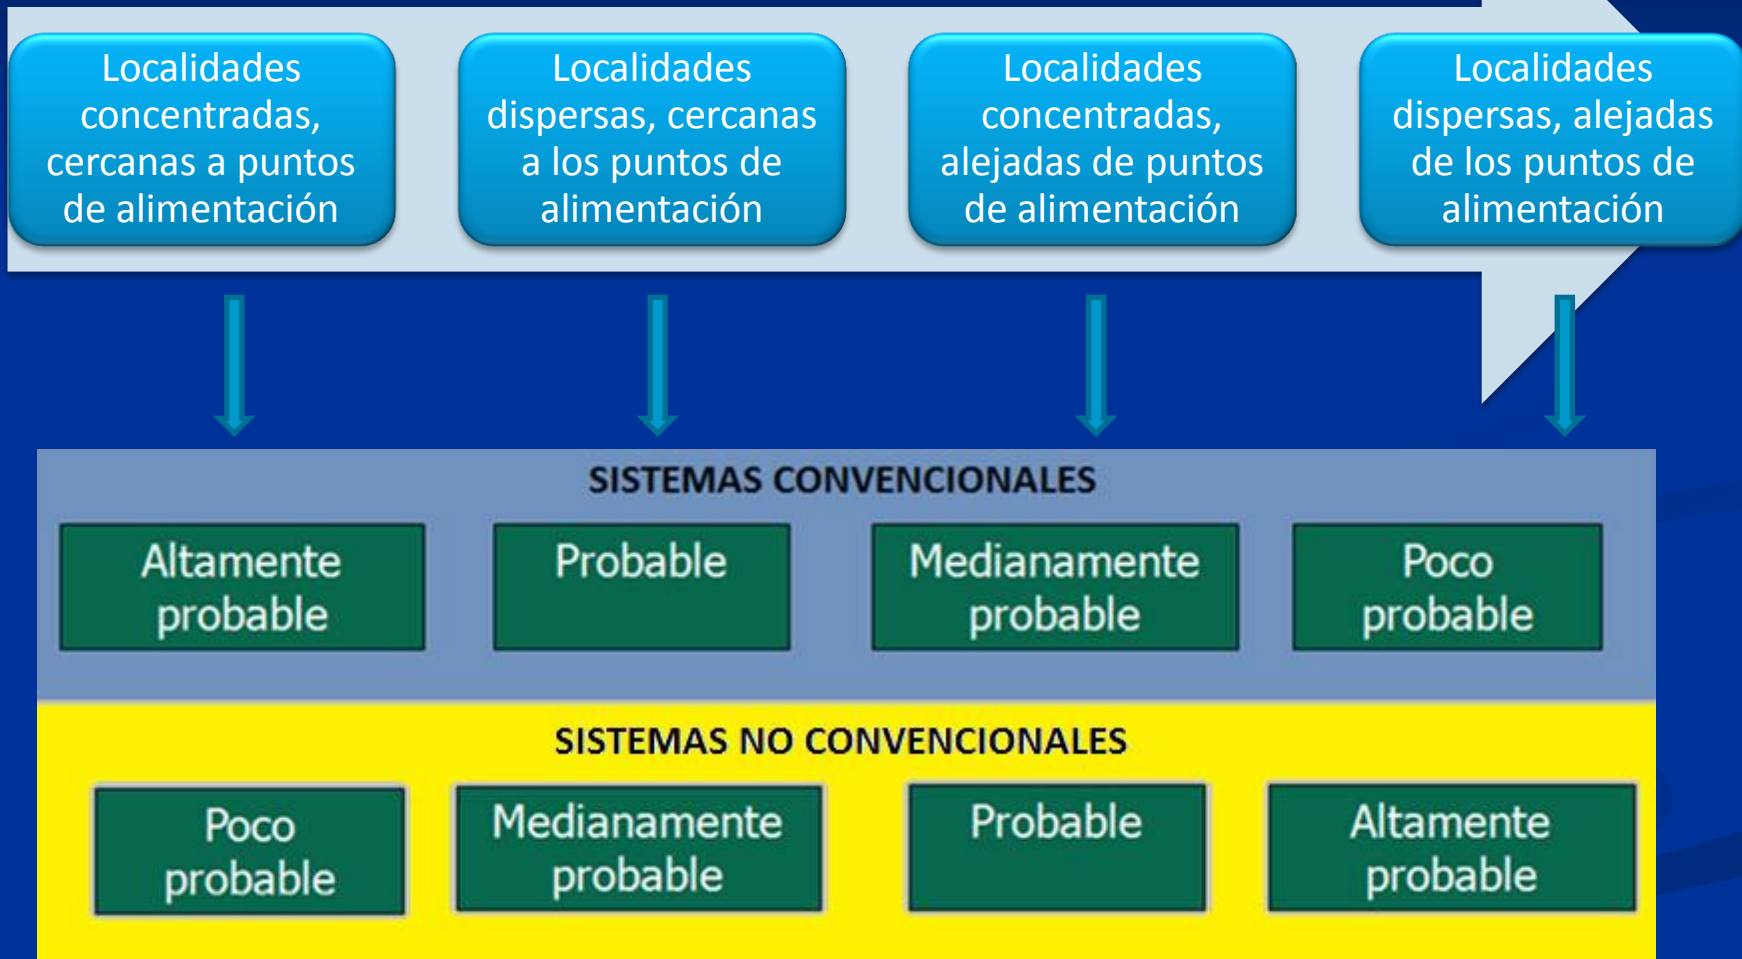 Localidades
concentradas,
cercanas a puntos
de alimentación
Localidades
dispersas, cercanas
a los puntos de
alimentación
Localidades
concentradas,
alejadas de puntos
de alimentación
Localidades
dispersas, alejadas
de los puntos de
alimentación
SISTEMAS CONVENCIONALES
Altamente
probable
Probable
Medianamente
probable
Poco
probable
SISTEMAS NO CONVENCIONALES
Poco
probable
Medianamente
probable
Probable
Altamente
probable